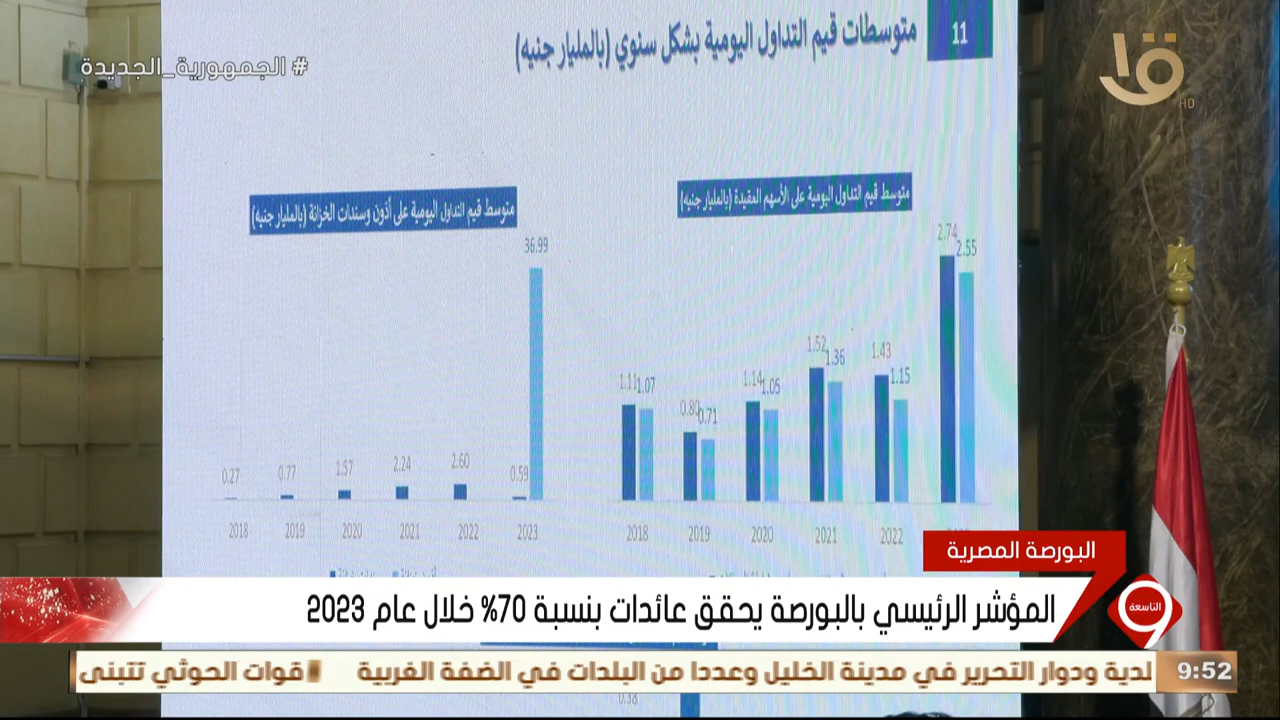 11
متوسطات قيم التداول اليومية بشكل سنوي (بالمليار جنيه)
# الجمهورية_الجديدة
HD
متوسط قيم التداول اليومية على الأسهم المقيدة (بالمليار جنيه)
متوسط قيم التداول اليومية على أذون وسندات الخزانة (بالمليار جنيه)
36.99
0.27 0.77 1.57 2.24 2.60 0.59
2018 2019 2020 2021 2022 2023
2.74 2.55
1.11 1.07 0.80 0.71 1.14 1.05 1.52 1.36 1.43 1.15
2018 2019 2020 2021 2022
البورصة المصرية
المؤشر الرئيسي بالبورصة يحقق عائدات بنسبة 70% خلال عام 2023
التاسعة
9
9:52
لدية ودوار التحرير في مدينة الخليل وعددا من البلدات في الضفة الغربية
قوات الحوثي تتبنى
0.38